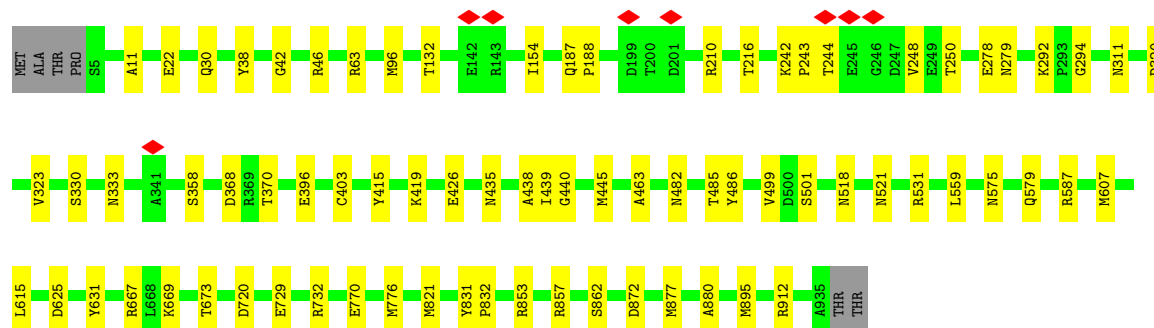 MET ALA THR PRO S5 A11 E22 Q30 Y38 G42 R46 R63 M96 T132 E142 R143 I154 Q187 P188 D199 T200 D201 R210 T216 K242 P243 T244 E245 G246 D247 V248 E249 T250 E278 N279 K292 P293 G294 N311
V323 S330 N333 A341 S358 D368 R369 T370 E396 C403 Y415 K419 E426 N435 A438 I439 G440 M445 A463 N482 T485 Y486 V499 D500 S501 N518 N521 R531 L559 N575 Q579 R587 M607
L615 D625 Y631 R667 L668 K669 T673 D720 E729 R732 E770 M776 M821 Y831 P832 R853 R857 S862 D872 M877 A880 M895 R912 A935 THR THR